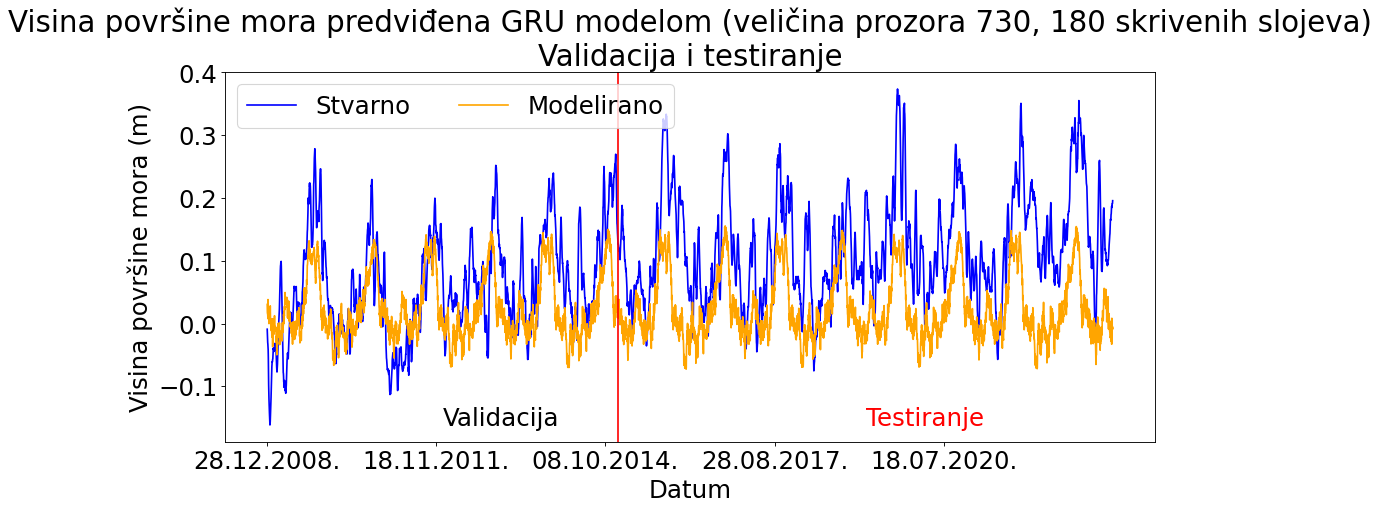 Visina površine mora predviđena GRU modelom (veličina prozora 730, 180 skrivenih slojeva)
Validacija i testiranje
Stvarno Modelirano
Visina površine mora (m)
0.4
0.3
0.2
0.1
0.0
−0.1
Validacija Testiranje
28.12.2008. 18.11.2011. 08.10.2014. 28.08.2017. 18.07.2020.
Datum